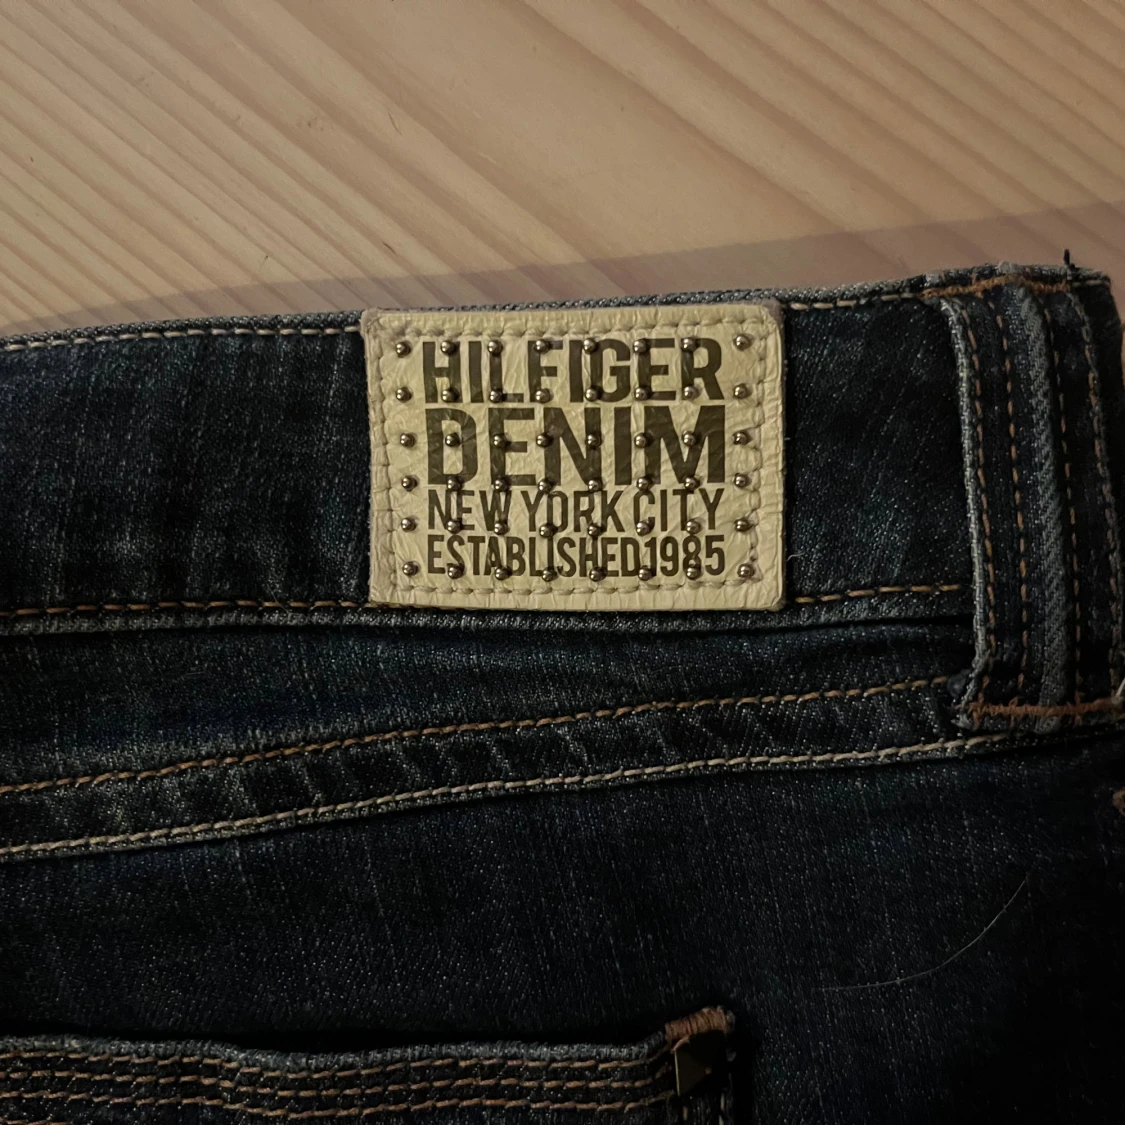 HILFIGER
DENIM
NEW YORK CITY
ESTABLISHED1985